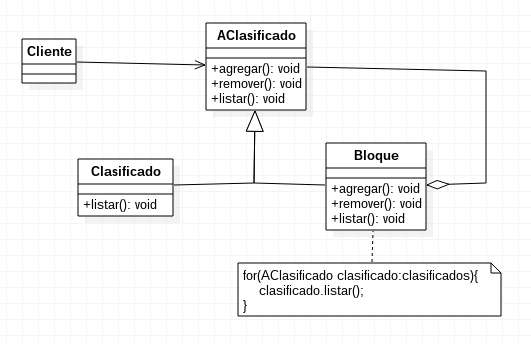 AClasificado
Cliente
+agregar(): void
+remover(): void
+listar(): void
Clasificado
+listar(): void
Bloque
+agregar(): void
+remover(): void
+listar(): void
for(AClasificado clasificado:clasificados){
clasificado.listar();
}